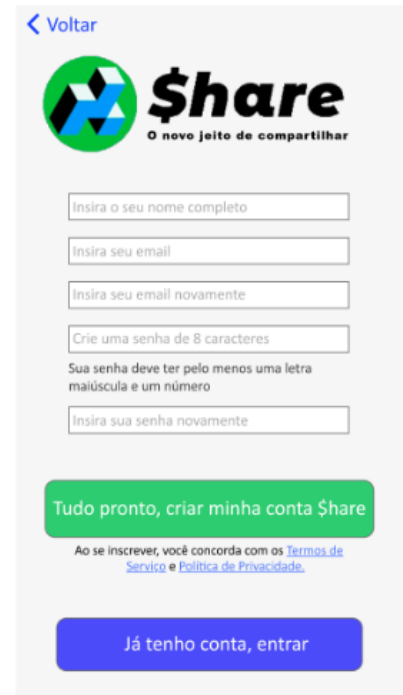 Voltar
$hare
O novo jeito de compartilhar
Insira o seu nome completo
Insira seu email
Insira seu email novamente
Crie uma senha de 8 caracteres
Sua senha deve ter pelo menos uma letra
maiúscula e um número
Insira sua senha novamente
Tudo pronto, criar minha conta $hare
Ao se inscrever, você concorda com os Termos de
Serviço e Política de Privacidade.
Já tenho conta, entrar